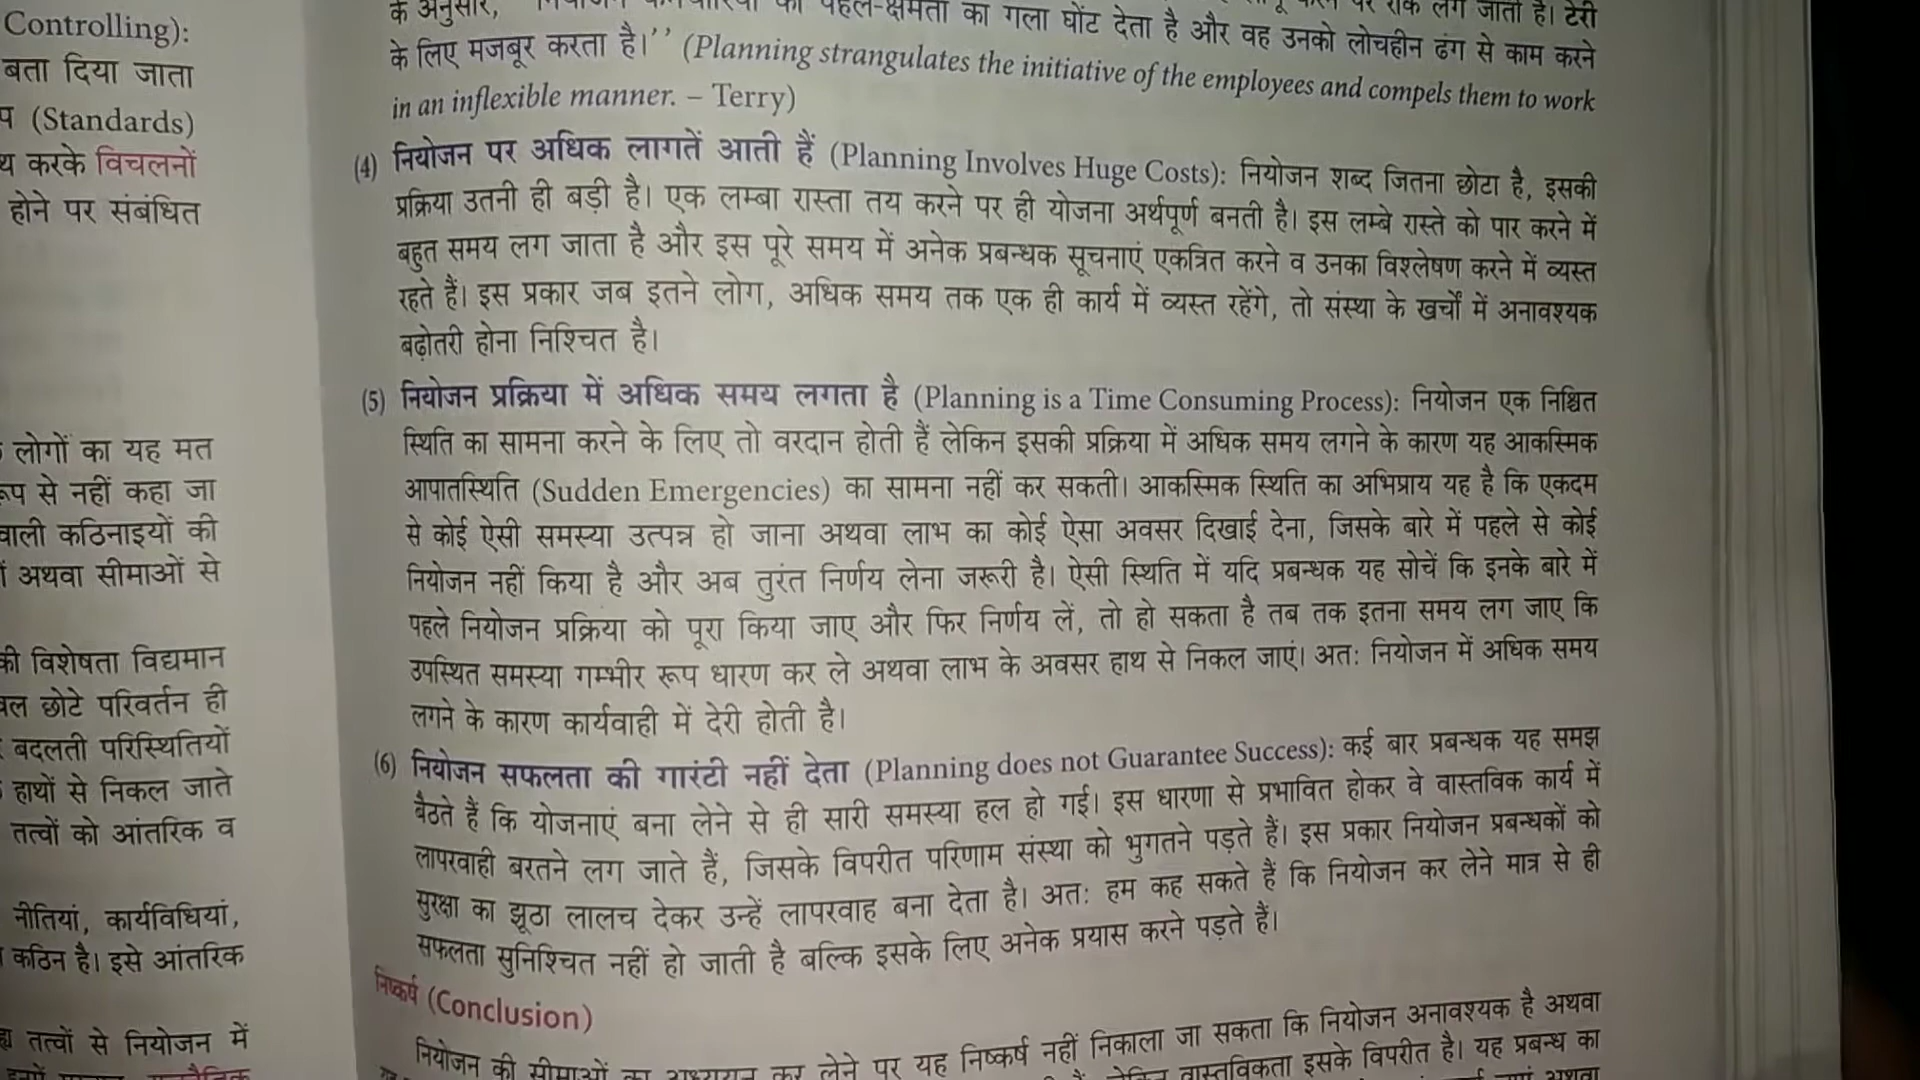 Controlling):
बता दिया जाता
(Standards)
करके विचलनों
होने पर संबंधित
लोगों का यह मत
से नहीं कहा जा
वाली कठिनाइयों की
अथवा सीमाओं से
की विशेषता विद्यमान
छोटे परिवर्तन ही
बदलती परिस्थितियों
हाथों से निकल जाते
तत्वों को आंतरिक व
नीतियां, कार्यविधियां,
कठिन है। इसे आंतरिक
तत्वों से नियोजन में
के अनुसार, पहल-क्षमता का गला घोंट देता है और वह उनको लोचहीन ढंग से काम करने
के लिए मजबूर करता है।'' (Planning strangulates the initiative of the employees and compels them to work
in an inflexible manner. – Terry)
(4) नियोजन पर अधिक लागतें आती हैं (Planning Involves Huge Costs): नियोजन शब्द जितना छोटा है, इसकी
प्रक्रिया उतनी ही बड़ी है। एक लम्बा रास्ता तय करने पर ही योजना अर्थपूर्ण बनती है। इस लम्बे रास्ते को पार करने में
बहुत समय लग जाता है और इस पूरे समय में अनेक प्रबन्धक सूचनाएं एकत्रित करने व उनका विश्लेषण करने में व्यस्त
रहते हैं। इस प्रकार जब इतने लोग, अधिक समय तक एक ही कार्य में व्यस्त रहेंगे, तो संस्था के खर्चों में अनावश्यक
बढ़ोतरी होना निश्चित है।
(5) नियोजन प्रक्रिया में अधिक समय लगता है (Planning is a Time Consuming Process): नियोजन एक निश्चित
स्थिति का सामना करने के लिए तो वरदान होती हैं लेकिन इसकी प्रक्रिया में अधिक समय लगने के कारण यह आकस्मिक
आपातस्थिति (Sudden Emergencies) का सामना नहीं कर सकती। आकस्मिक स्थिति का अभिप्राय यह है कि एकदम
से कोई ऐसी समस्या उत्पन्न हो जाना अथवा लाभ का कोई ऐसा अवसर दिखाई देना, जिसके बारे में पहले से कोई
नियोजन नहीं किया है और अब तुरंत निर्णय लेना जरूरी है। ऐसी स्थिति में यदि प्रबन्धक यह सोचें कि इनके बारे में
पहले नियोजन प्रक्रिया को पूरा किया जाए और फिर निर्णय लें, तो हो सकता है तब तक इतना समय लग जाए कि
उपस्थित समस्या गम्भीर रूप धारण कर ले अथवा लाभ के अवसर हाथ से निकल जाएं। अत: नियोजन में अधिक समय
लगने के कारण कार्यवाही में देरी होती है।
(6) नियोजन सफलता की गारंटी नहीं देता (Planning does not Guarantee Success): कई बार प्रबन्धक यह समझ
बैठते हैं कि योजनाएं बना लेने से ही सारी समस्या हल हो गई। इस धारणा से प्रभावित होकर वे वास्तविक कार्य में
लापरवाही बरतने लग जाते हैं, जिसके विपरीत परिणाम संस्था को भुगतने पड़ते हैं। इस प्रकार नियोजन प्रबन्धकों को
सुरक्षा का झूठा लालच देकर उन्हें लापरवाह बना देता है। अत: हम कह सकते हैं कि नियोजन कर लेने मात्र से ही
सफलता सुनिश्चित नहीं हो जाती है बल्कि इसके लिए अनेक प्रयास करने पड़ते हैं।
निष्कर्ष (Conclusion)
नियोजन की सीमाओं का अध्ययन कर लेने पर यह निष्कर्ष नहीं निकाला जा सकता कि नियोजन अनावश्यक है अथवा
वास्तविकता इसके विपरीत है। यह प्रबन्ध का